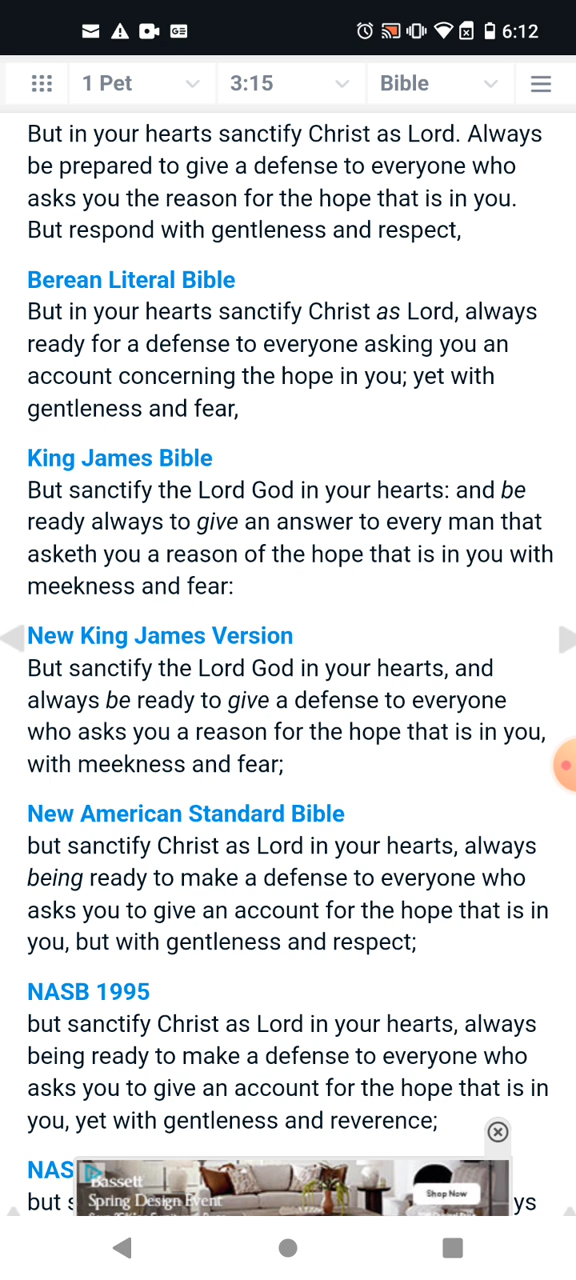 GE 6:12
1 Pet 3:15 Bible
But in your hearts sanctify Christ as Lord. Always
be prepared to give a defense to everyone who
asks you the reason for the hope that is in you.
But respond with gentleness and respect,
Berean Literal Bible
But in your hearts sanctify Christ as Lord, always
ready for a defense to everyone asking you an
account concerning the hope in you; yet with
gentleness and fear,
King James Bible
But sanctify the Lord God in your hearts: and be
ready always to give an answer to every man that
asketh you a reason of the hope that is in you with
meekness and fear:
New King James Version
But sanctify the Lord God in your hearts, and
always be ready to give a defense to everyone
who asks you a reason for the hope that is in you,
with meekness and fear;
New American Standard Bible
but sanctify Christ as Lord in your hearts, always
being ready to make a defense to everyone who
asks you to give an account for the hope that is in
you, but with gentleness and respect;
NASB 1995
but sanctify Christ as Lord in your hearts, always
being ready to make a defense to everyone who
asks you to give an account for the hope that is in
you, yet with gentleness and reverence;
NAS
Bassett
Spring Design Event
Shop Now
but s ys